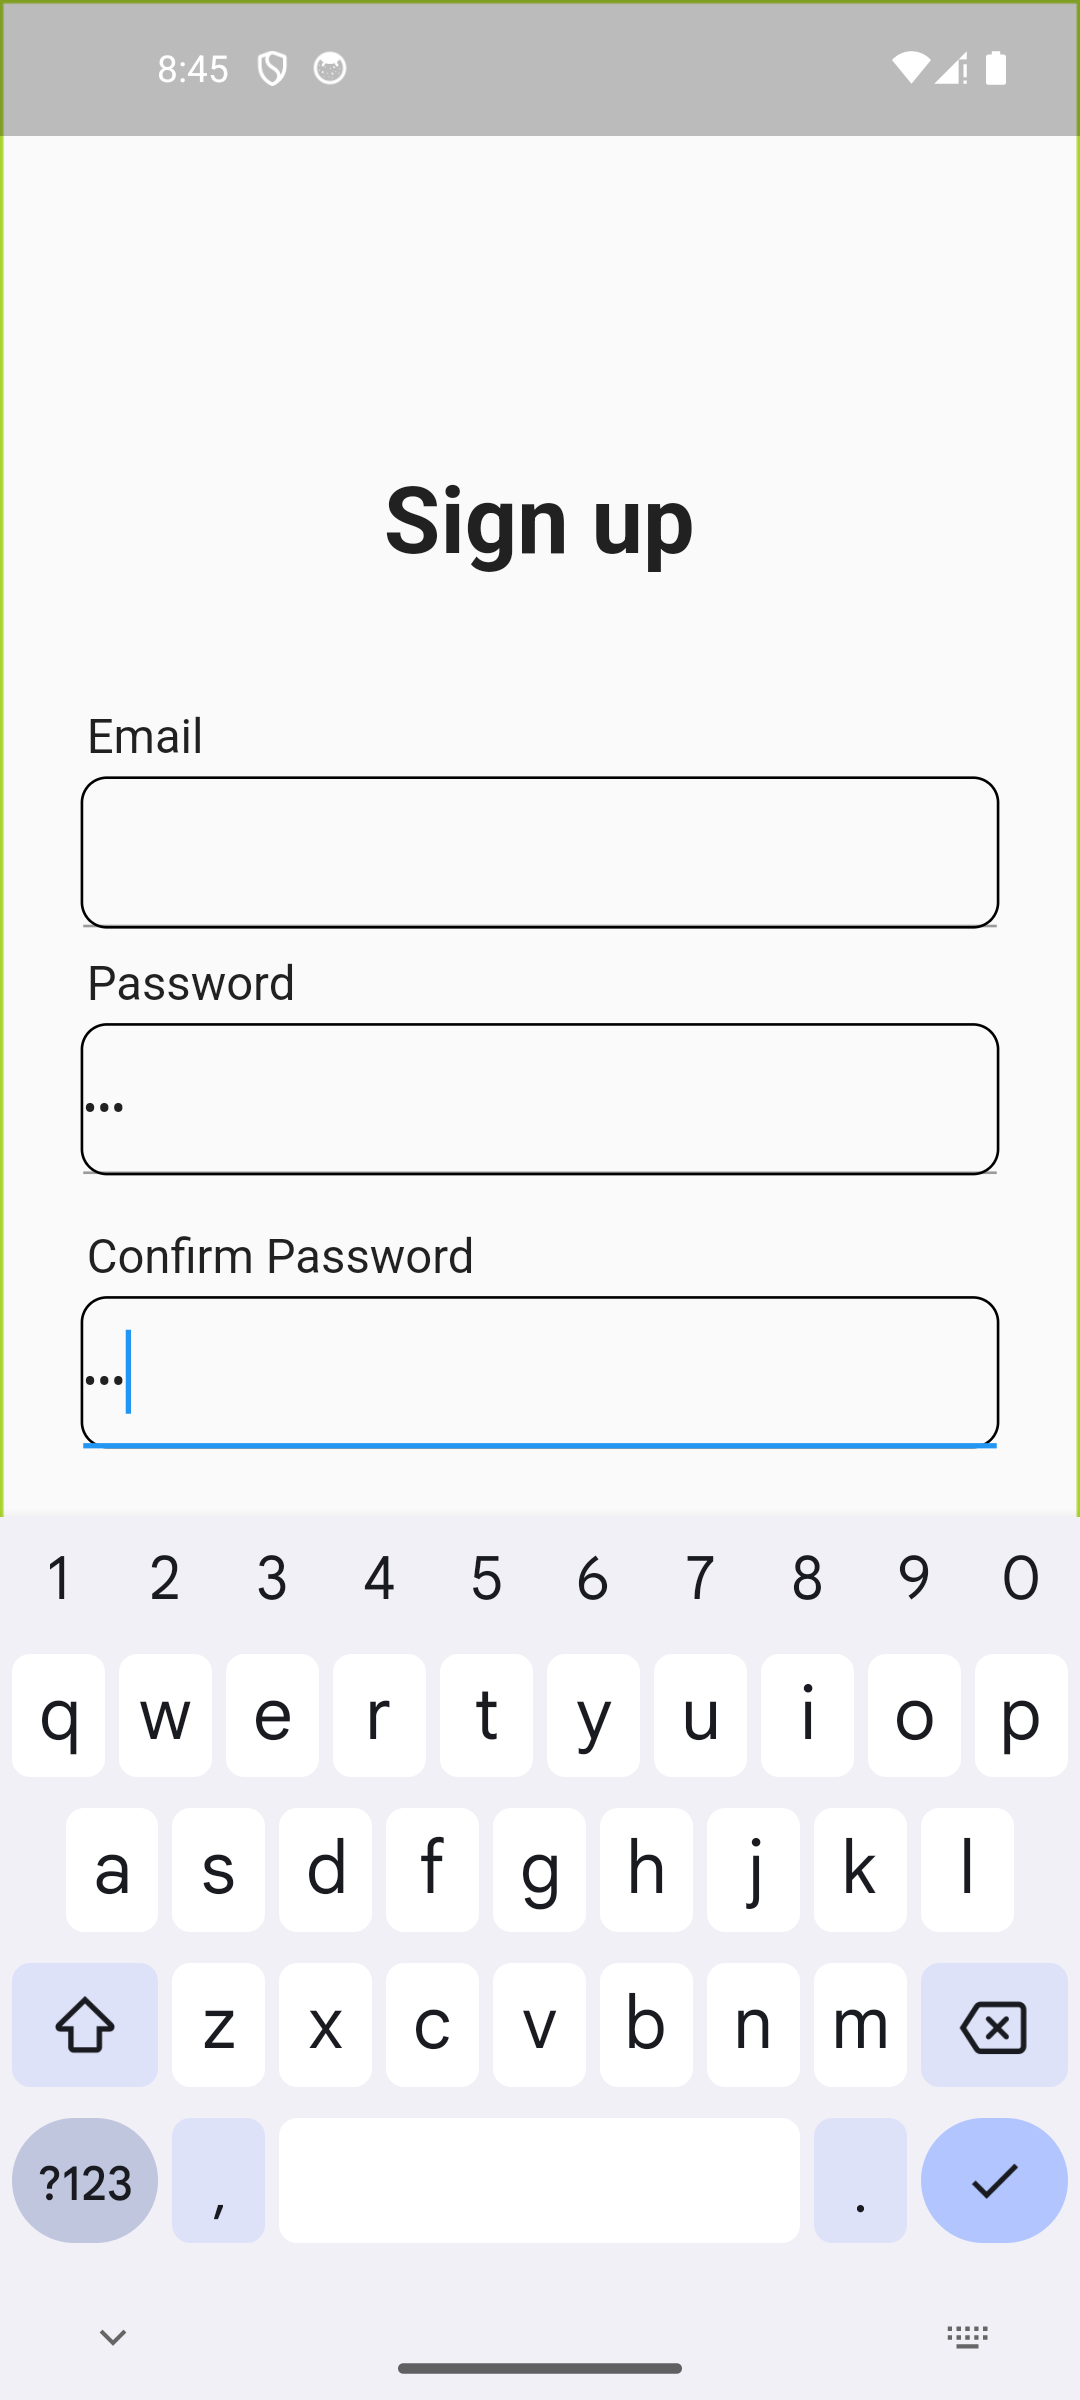 8:45
Sign up
Email
Password
•••
Confirm Password
•••
1 2 3 4 5 6 7 8 9 0
q w e r t y u i o p
a s d f g h j k l
z x c v b n m
?123 , .